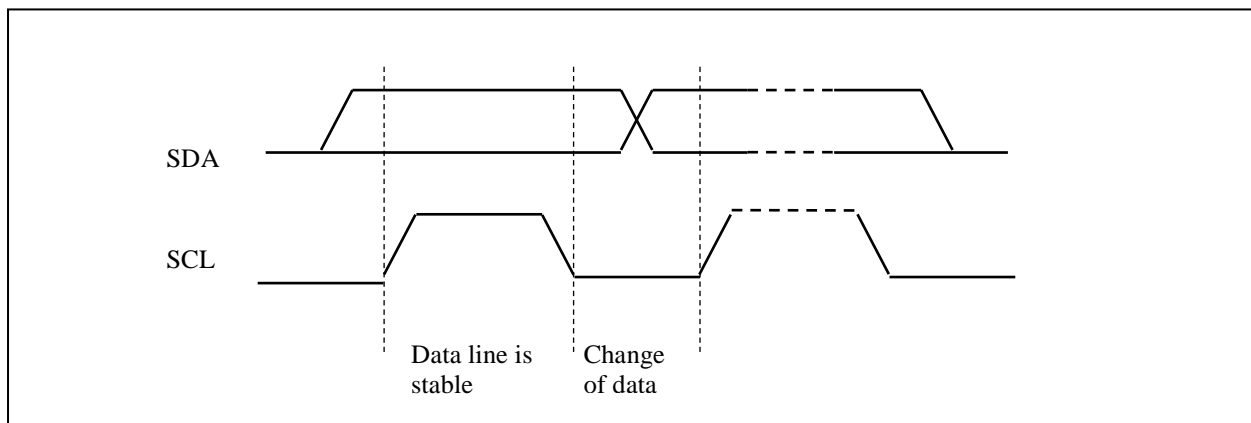 SDA
SCL
Data line is
stable
Change
of data